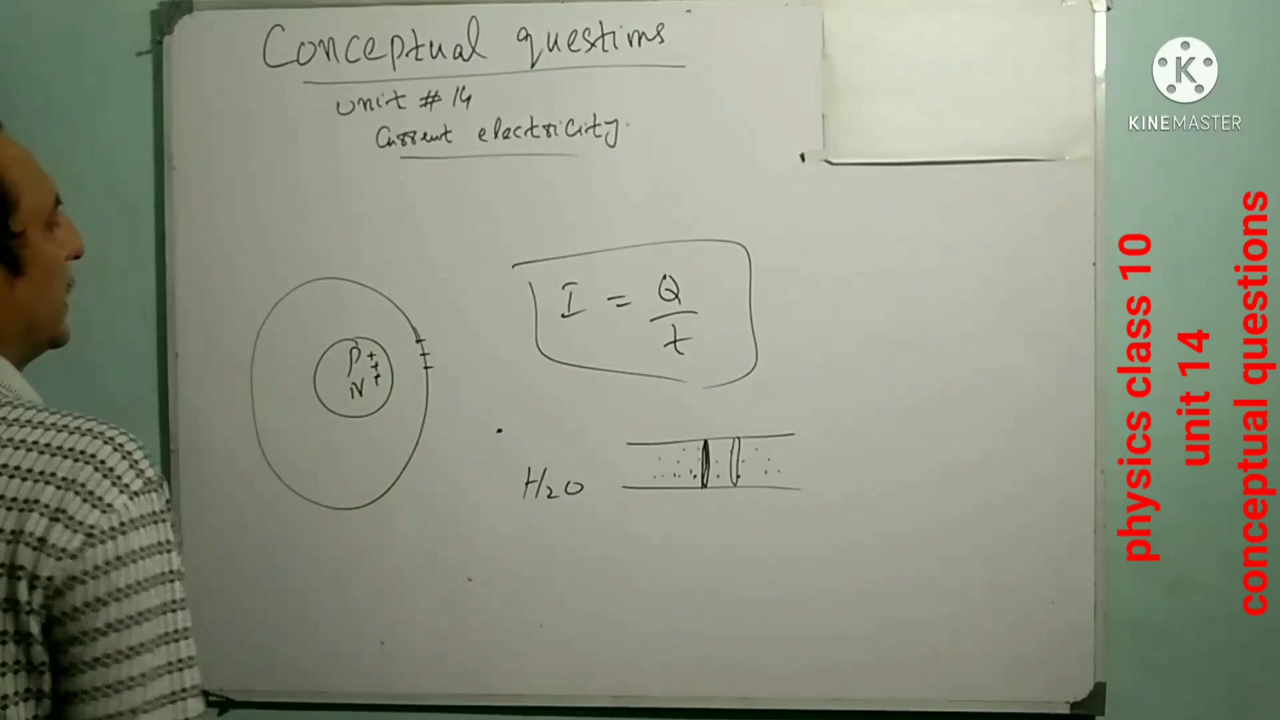 Conceptual questions
unit # 14
Current electricity.
I = Q
t
P + + +
N
H2O
K
KINEMASTER
physics class 10
unit 14
conceptual questions